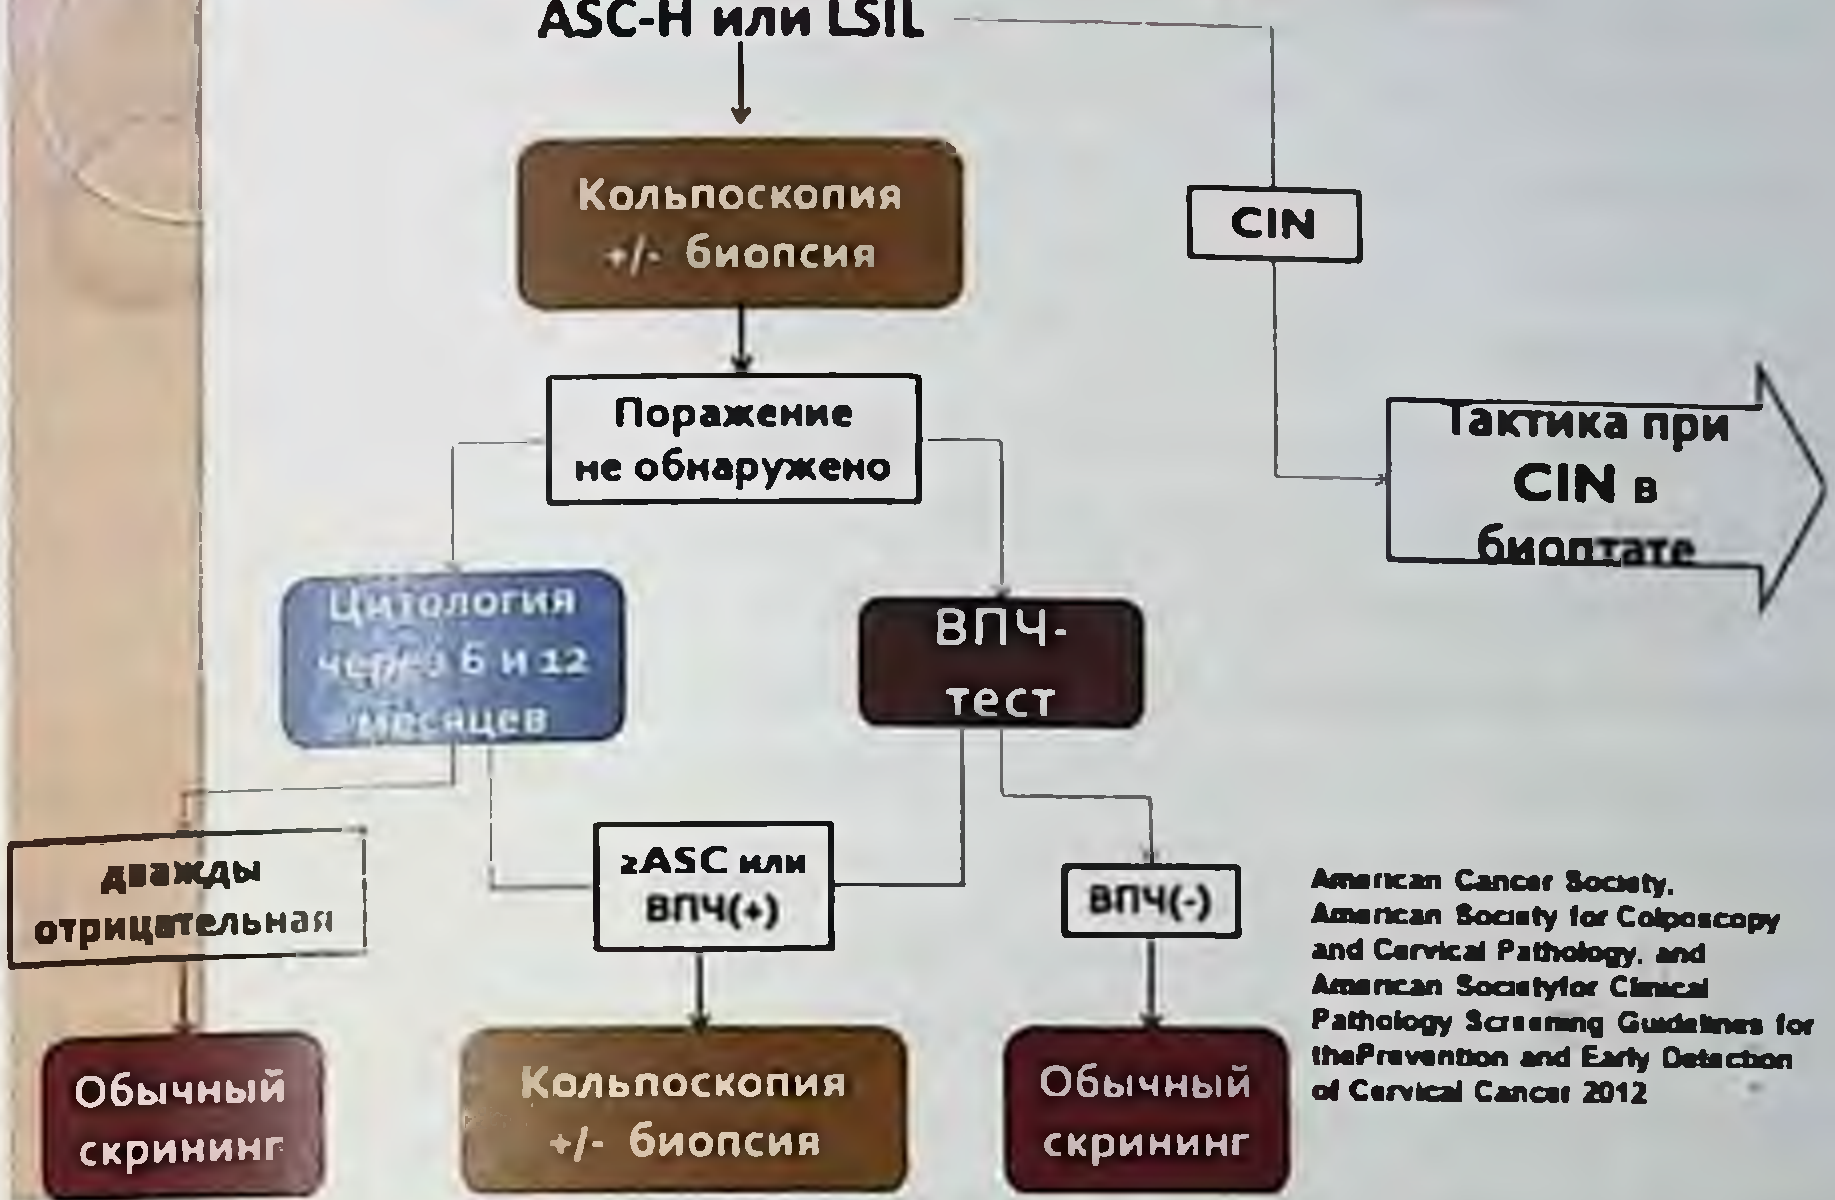 ASC-H или LSIL
Кольпоскопия
+/- биопсия
CIN
Поражение
не обнаружено
Тактика при
CIN в
биоптате
Цитология
через 6 и 12
месяцев
ВПЧ-
тест
дважды
отрицательная
≥ASC или
ВПЧ(+)
ВПЧ(-)
Обычный
скрининг
Кольпоскопия
+/- биопсия
Обычный
скрининг
American Cancer Society,
American Society for Colposcopy
and Cervical Pathology, and
American Societyfor Clinical
Pathology Screening Guidelines for
thePrevention and Early Detection
of Cervical Cancer 2012